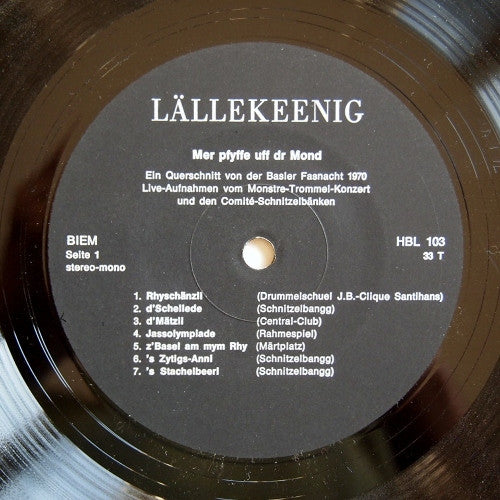 LÄLLEKEENIG
Mer pfyffe uff dr Mond
Ein Querschnitt von der Basler Fasnacht 1970
Live-Aufnahmen vom Monstre-Trommel-Konzert
und den Comité-Schnitzelbänken
BIEM HBL 103
Seite 1 33 T
stereo-mono
1. Rhyschänzli (Drummelschuel J.B.-Clique Santihans)
2. d'Schellede (Schnitzelbangg)
3. d'Mätzli (Central-Club)
4. Jassolympiade (Rahmespiel)
5. z'Basel am mym Rhy (Märtplatz)
6. 's Zytigs-Anni (Schnitzelbangg)
7. 's Stachelbeeri (Schnitzelbangg)